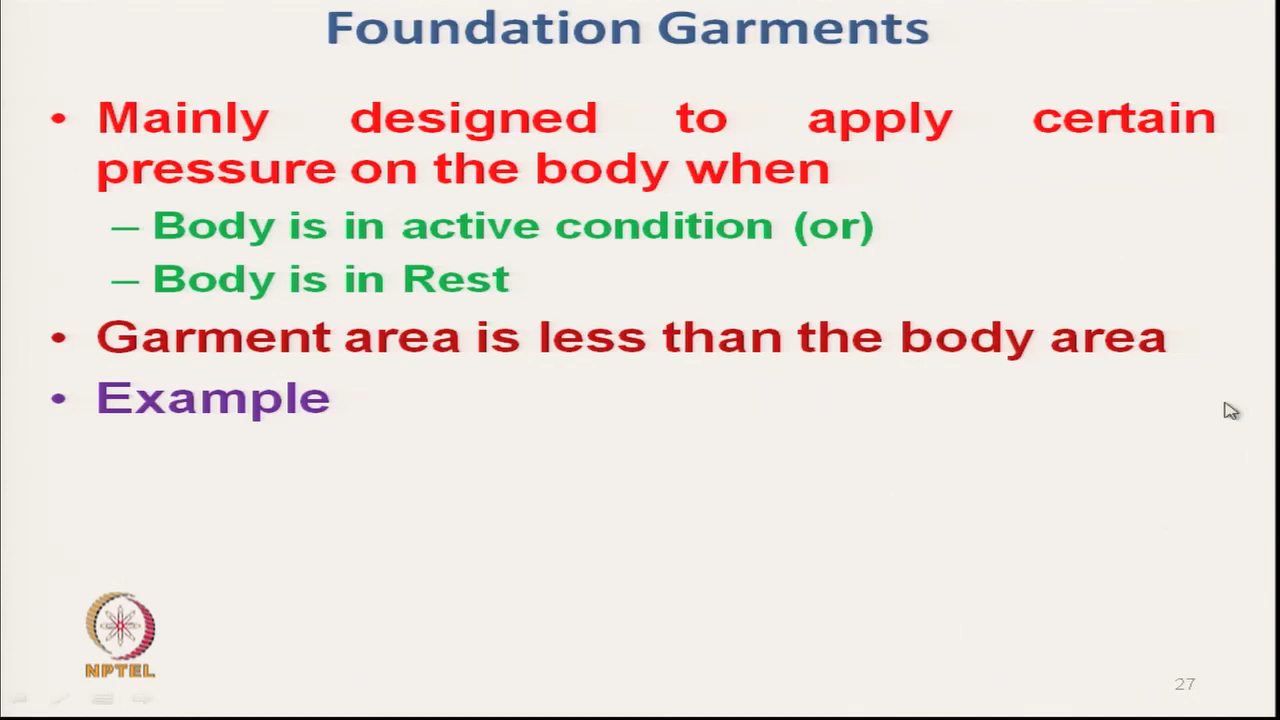 Foundation Garments
• Mainly designed to apply certain
pressure on the body when
– Body is in active condition (or)
– Body is in Rest
• Garment area is less than the body area
• Example
NPTEL
27